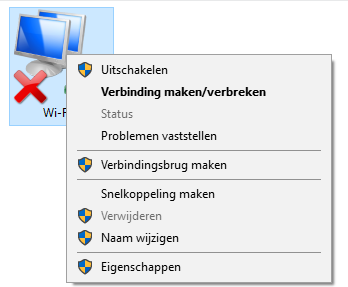 Wi-F
Uitschakelen
Verbinding maken/verbreken
Status
Problemen vaststellen
Verbindingsbrug maken
Snelkoppeling maken
Verwijderen
Naam wijzigen
Eigenschappen